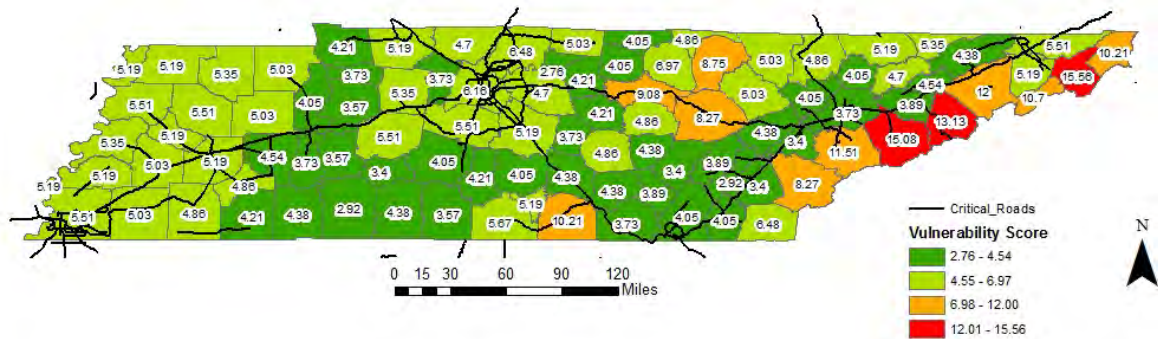 4.21 5.19 4.7 6.48 5.03 4.05 4.86 5.19 5.35 4.38 5.51 10.21
5.19 5.19 5.35 5.03 3.73 3.73 2.76 4.21 4.05 6.97 8.75 5.03 4.86 4.05 4.7 5.19 15.56
5.51 5.51 5.03 4.05 3.57 5.35 6.16 4.7 4.21 9.08 8.27 5.03 4.05 3.73 3.89 4.54 12 10.7
5.35 5.19 5.51 5.51 5.19 3.73 4.86 4.38 3.4 15.08 13.13
5.19 5.19 5.03 5.19 4.54 3.73 3.57 3.4 4.05 4.21 4.05 4.38 4.86 4.38 3.4 3.89 11.51
5.51 5.03 4.86 4.86 4.21 4.38 2.92 4.38 3.57 5.67 5.19 10.21 4.38 3.89 3.73 2.92 3.4 8.27
4.05 4.05 6.48
Critical_Roads
Vulnerability Score
2.76 - 4.54
4.55 - 6.97
6.98 - 12.00
12.01 - 15.56
N
0 15 30 60 90 120
Miles